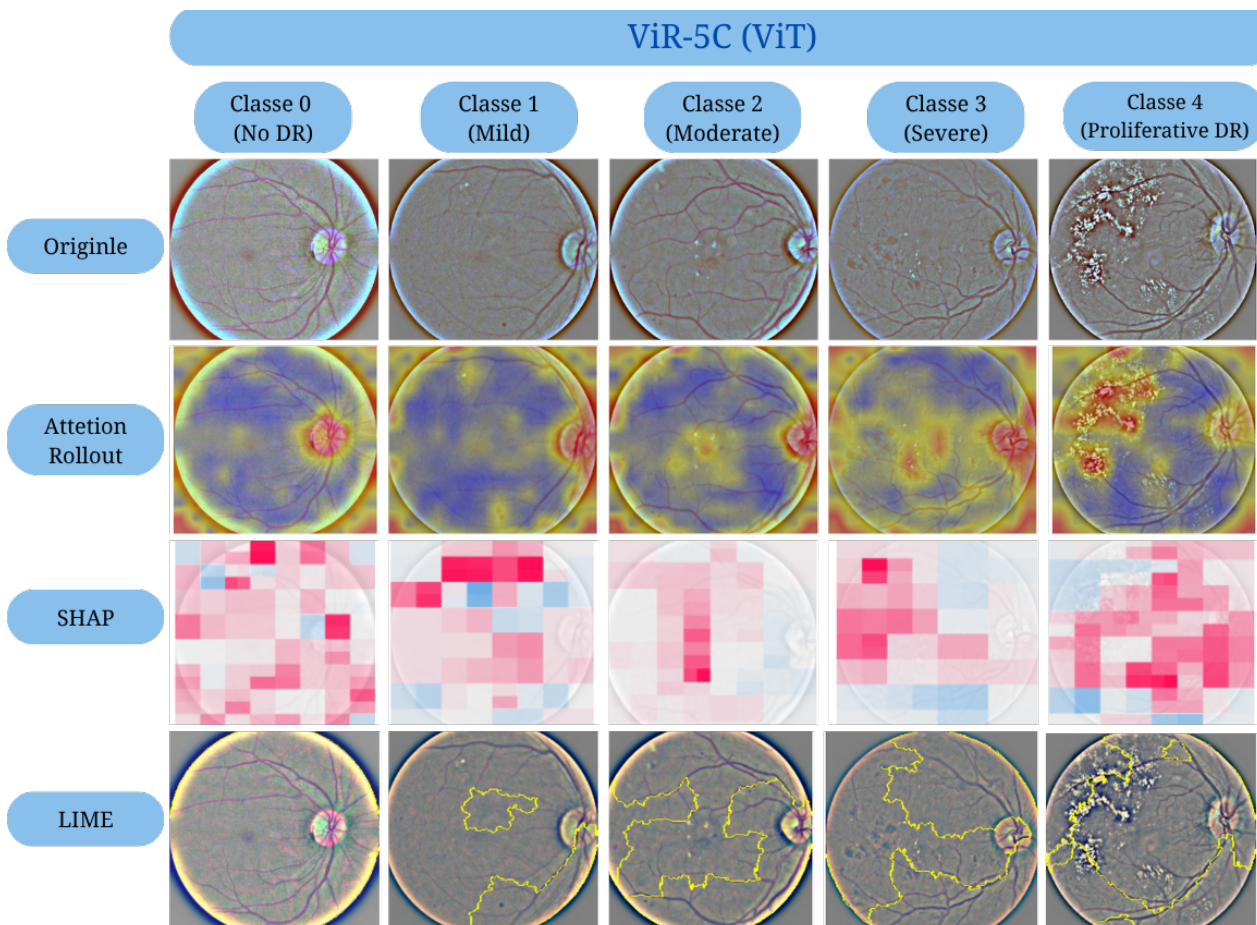 ViR-5C (ViT)
Classe 0
(No DR)
Classe 1
(Mild)
Classe 2
(Moderate)
Classe 3
(Severe)
Classe 4
(Proliferative DR)
Originle
Attetion
Rollout
SHAP
LIME